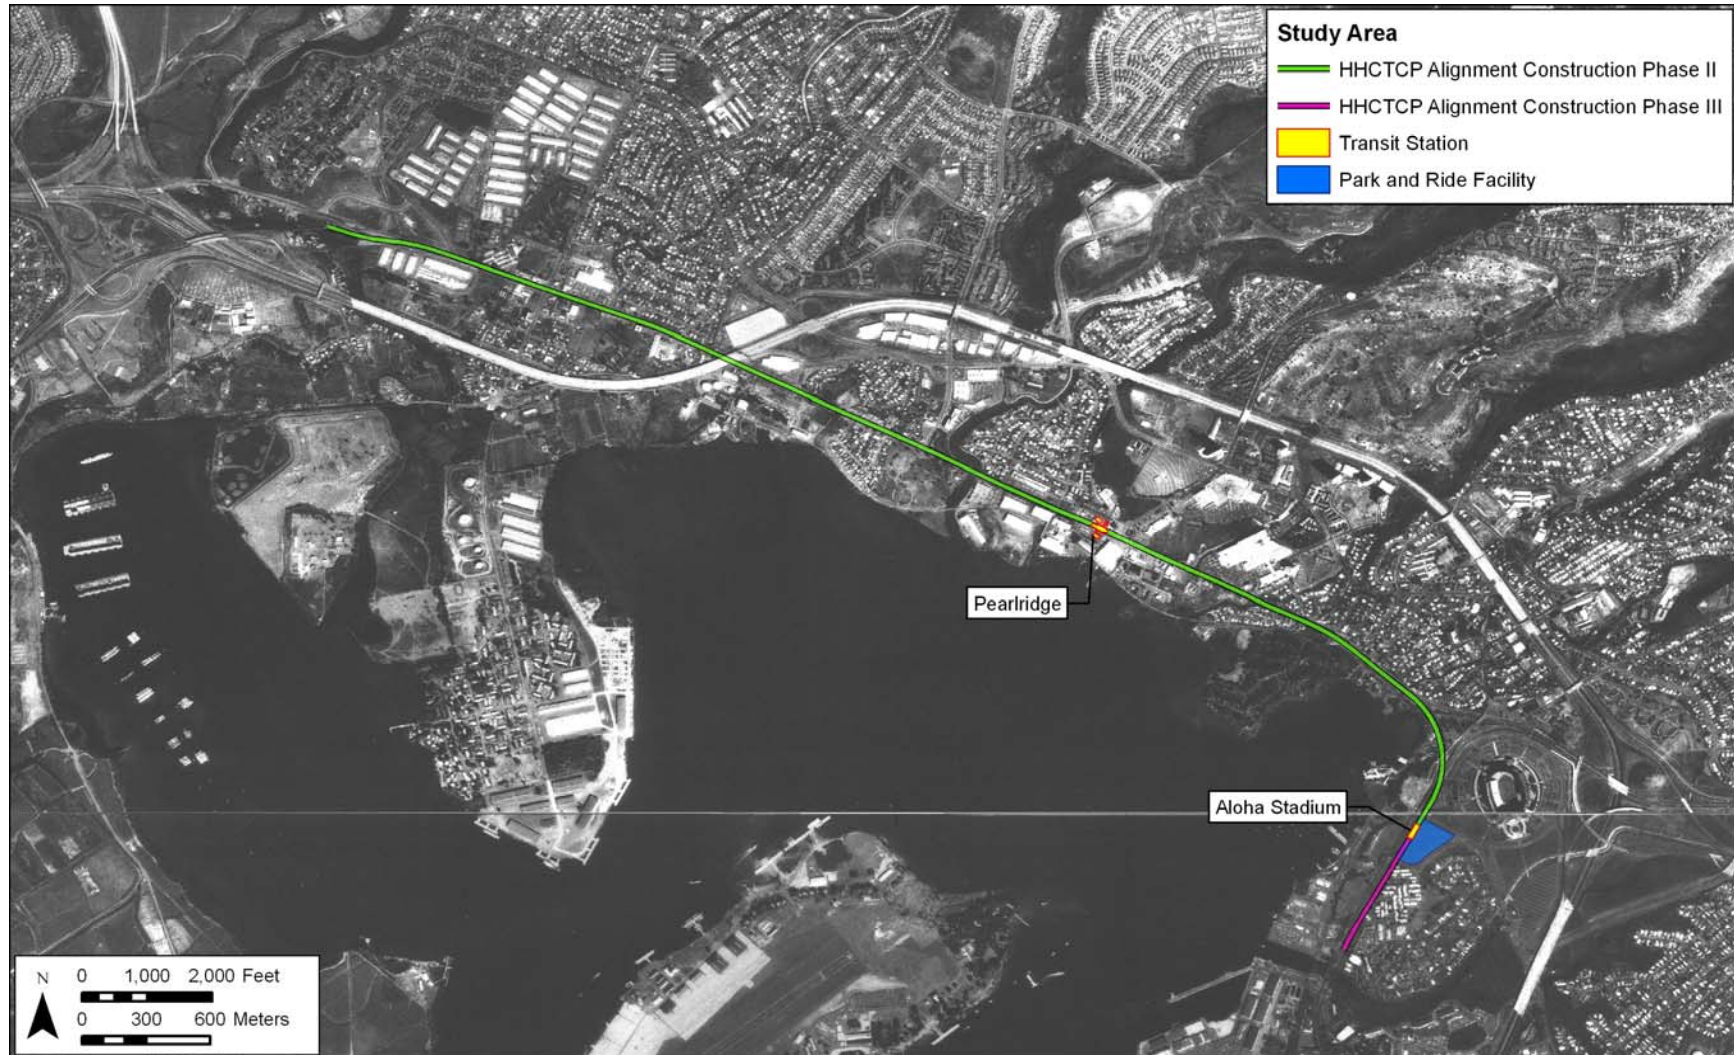 Study Area
HHCTCP Alignment Construction Phase II
HHCTCP Alignment Construction Phase III
Transit Station
Park and Ride Facility
Pearlridge
Aloha Stadium
N
0 1,000 2,000 Feet
0 300 600 Meters